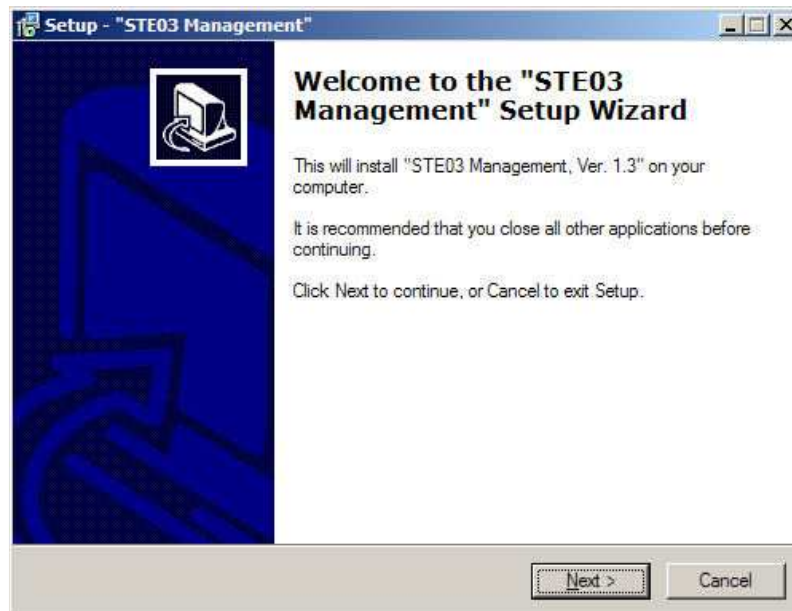 Setup - "STE03 Management"
Welcome to the "STE03
Management" Setup Wizard
This will install "STE03 Management, Ver. 1.3" on your
computer.
It is recommended that you close all other applications before
continuing.
Click Next to continue, or Cancel to exit Setup.
Next >
Cancel